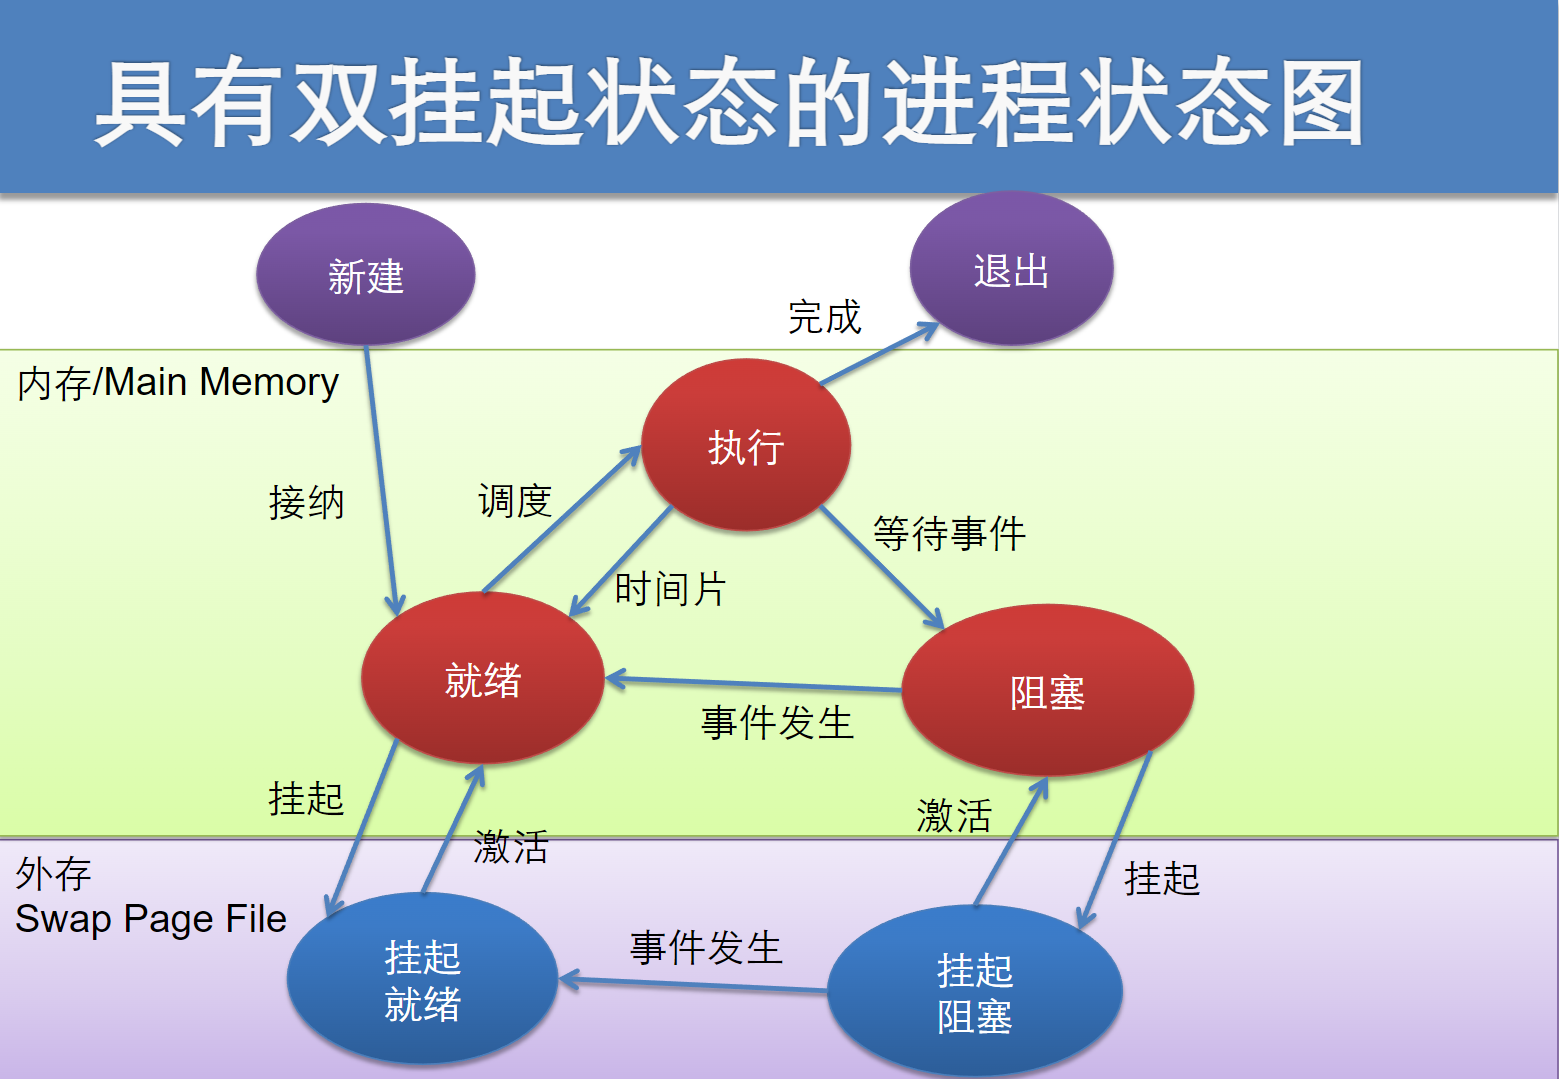 具有双挂起状态的进程状态图
新建
退出
完成
内存/Main Memory
执行
接纳
调度
等待事件
时间片
就绪
阻塞
事件发生
挂起
激活
激活
挂起
外存
Swap Page File
事件发生
挂起
就绪
挂起
阻塞